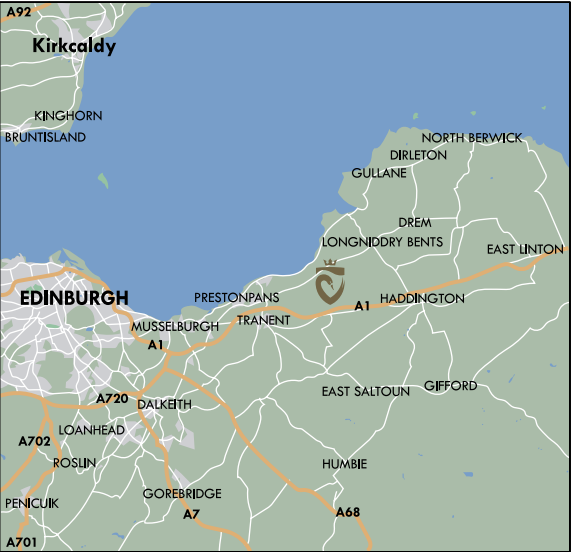 A92
Kirkcaldy
KINGHORN
BRUNTISLAND
NORTH BERWICK
DIRLETON
GULLANE
DREM
LONGNIDDRY BENTS
EAST LINTON
EDINBURGH
PRESTONPANS
HADDINGTON
A1
TRANENT
MUSSELBURGH
A1
EAST SALTOUN
GIFFORD
A720
DALKEITH
LOANHEAD
A702
ROSLIN
HUMBIE
GOREBRIDGE
PENICUIK
A7
A68
A701